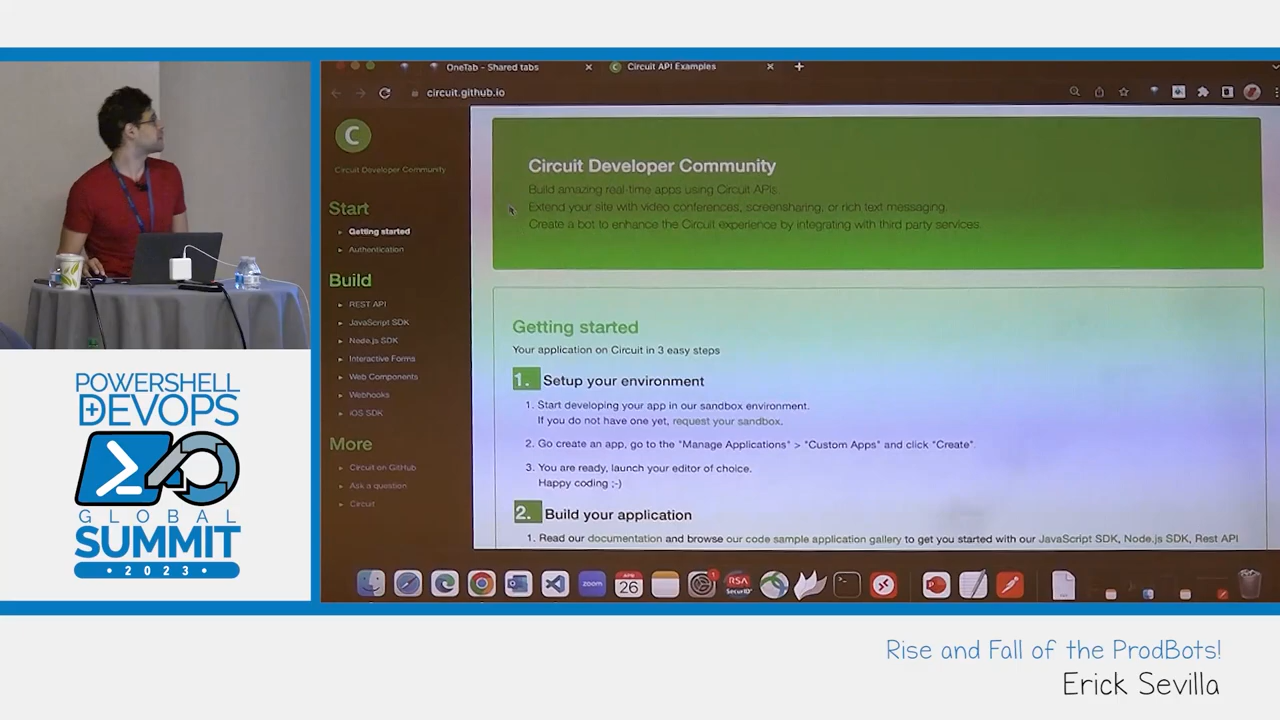 OneTab - Shared tabs
Circuit API Examples
circuit.github.io
C
Circuit Developer Community
Start
Getting started
Authentication
Build
REST API
JavaScript SDK
Node.js SDK
Interactive Forms
Web Components
Webhooks
iOS SDK
More
Circuit on GitHub
Ask a question
Circuit
Circuit Developer Community
Build amazing real-time apps using Circuit APIs.
Extend your site with video conferences, screensharing, or rich text messaging.
Create a bot to enhance the Circuit experience by integrating with third party services
Getting started
Your application on Circuit in 3 easy steps
1. Setup your environment
1. Start developing your app in our sandbox environment.
If you do not have one yet, request your sandbox.
2. Go create an app, go to the "Manage Applications" > "Custom Apps" and click "Create".
3. You are ready, launch your editor of choice.
Happy coding ;-)
2. Build your application
1. Read our documentation and browse our code sample application gallery to get you started with our JavaScript SDK, Node.js SDK, Rest API
zoom
APR
26
1
RSA
SecurID
POWERSHELL
+DEVOPS
GLOBAL
SUMMIT
• 2023 •
Rise and Fall of the ProdBots!
Erick Sevilla